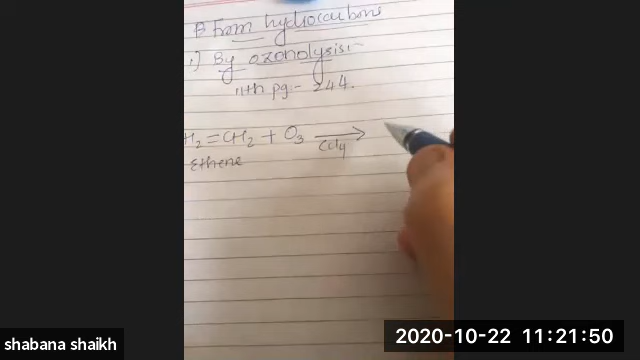 B From hydrocarbons
1) By ozonolysis:-
11th pg - 244.
H2 = CH2 + O3 ⟶
CCl4
Ethene
shabana shaikh
2020-10-22 11:21:50